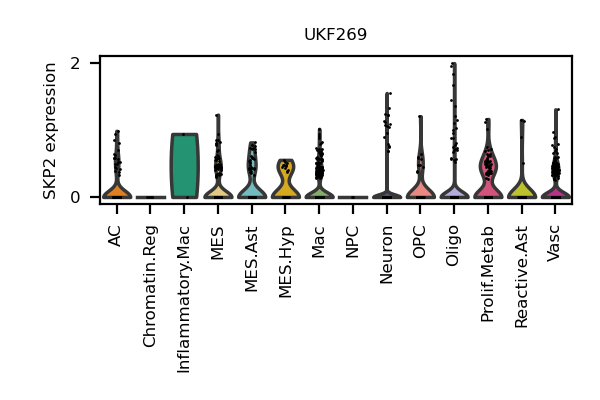 UKF269
SKP2 expression
2
0
AC
Chromatin.Reg
Inflammatory.Mac
MES
MES.Ast
MES.Hyp
Mac
NPC
Neuron
OPC
Oligo
Prolif.Metab
Reactive.Ast
Vasc